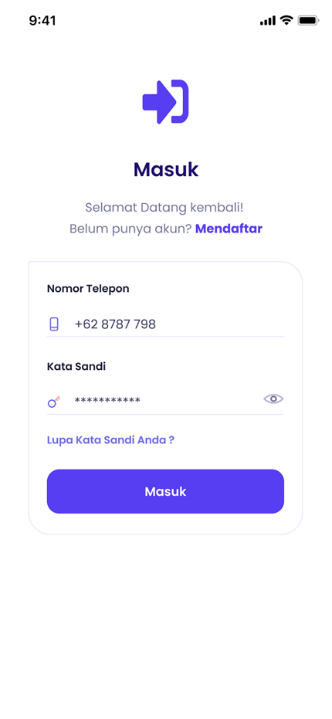 9:41
Masuk
Selamat Datang kembali!
Belum punya akun? Mendaftar
Nomor Telepon
+62 8787 798
Kata Sandi
***********
Lupa Kata Sandi Anda ?
Masuk